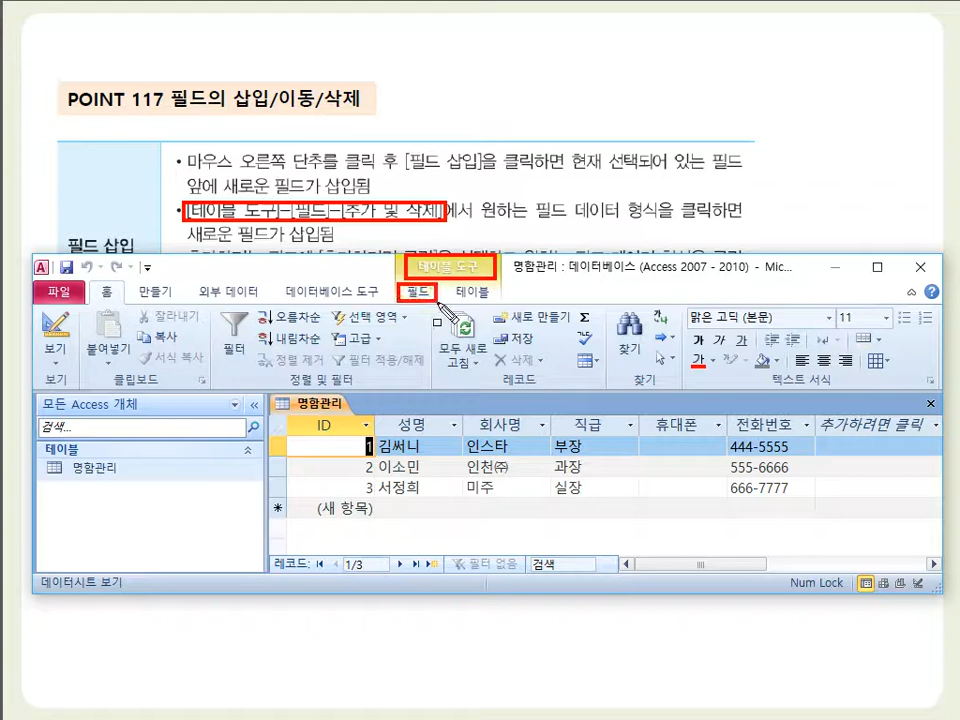 POINT 117 필드의 삽입/이동/삭제
필드 삽입
• 마우스 오른쪽 단추를 클릭 후 [필드 삽입]을 클릭하면 현재 선택되어 있는 필드
앞에 새로운 필드가 삽입됨
• [테이블 도구]-[필드]-[추가 및 삭제]에서 원하는 필드 데이터 형식을 클릭하면
새로운 필드가 삽입됨
테이블 도구
명함관리 : 데이터베이스 (Access 2007 - 2010) - Mic...
파일 홈 만들기 외부 데이터 데이터베이스 도구 필드 테이블
보기
붙여넣기
잘라내기
복사
서식 복사
필터
오름차순
내림차순
정렬 제거
선택 영역
고급
필터 적용/해제
모두 새로
고침
새로 만들기
저장
삭제
찾기
맑은 고딕 (본문) 11
가 가 가
가
보기 클립보드 정렬 및 필터 레코드 찾기 텍스트 서식
모든 Access 개체
검색...
테이블
명함관리
명함관리
ID 성명 회사명 직급 휴대폰 전화번호 추가하려면 클릭
1 김써니 인스타 부장 444-5555
2 이소민 인천㈜ 과장 555-6666
3 서정희 미주 실장 666-7777
(새 항목)
레코드: 1/3 필터 없음 검색
데이터시트 보기 Num Lock